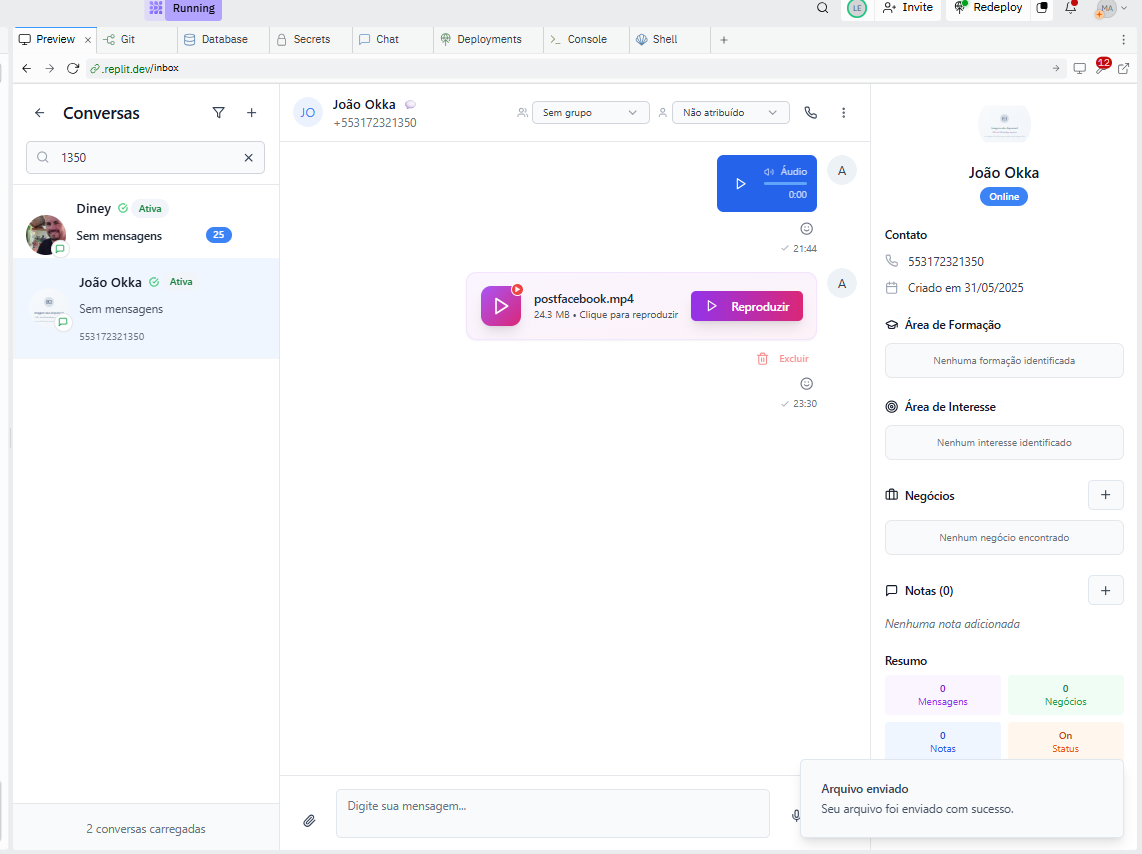 Running
LE
Invite
Redeploy
MA
Preview
Git
Database
Secrets
Chat
Deployments
Console
Shell
.replit.dev/inbox
12
Conversas
1350
Diney
Ativa
Sem mensagens
25
João Okka
Ativa
Sem mensagens
553172321350
2 conversas carregadas
JO
João Okka
+553172321350
Sem grupo
Não atribuído
Áudio
0:00
A
21:44
postfacebook.mp4
24.3 MB • Clique para reproduzir
Reproduzir
A
Excluir
23:30
Digite sua mensagem...
João Okka
Online
Contato
553172321350
Criado em 31/05/2025
Área de Formação
Nenhuma formação identificada
Área de Interesse
Nenhum interesse identificado
Negócios
Nenhum negócio encontrado
Notas (0)
Nenhuma nota adicionada
Resumo
0
Mensagens
0
Negócios
0
Notas
On
Status
Arquivo enviado
Seu arquivo foi enviado com sucesso.